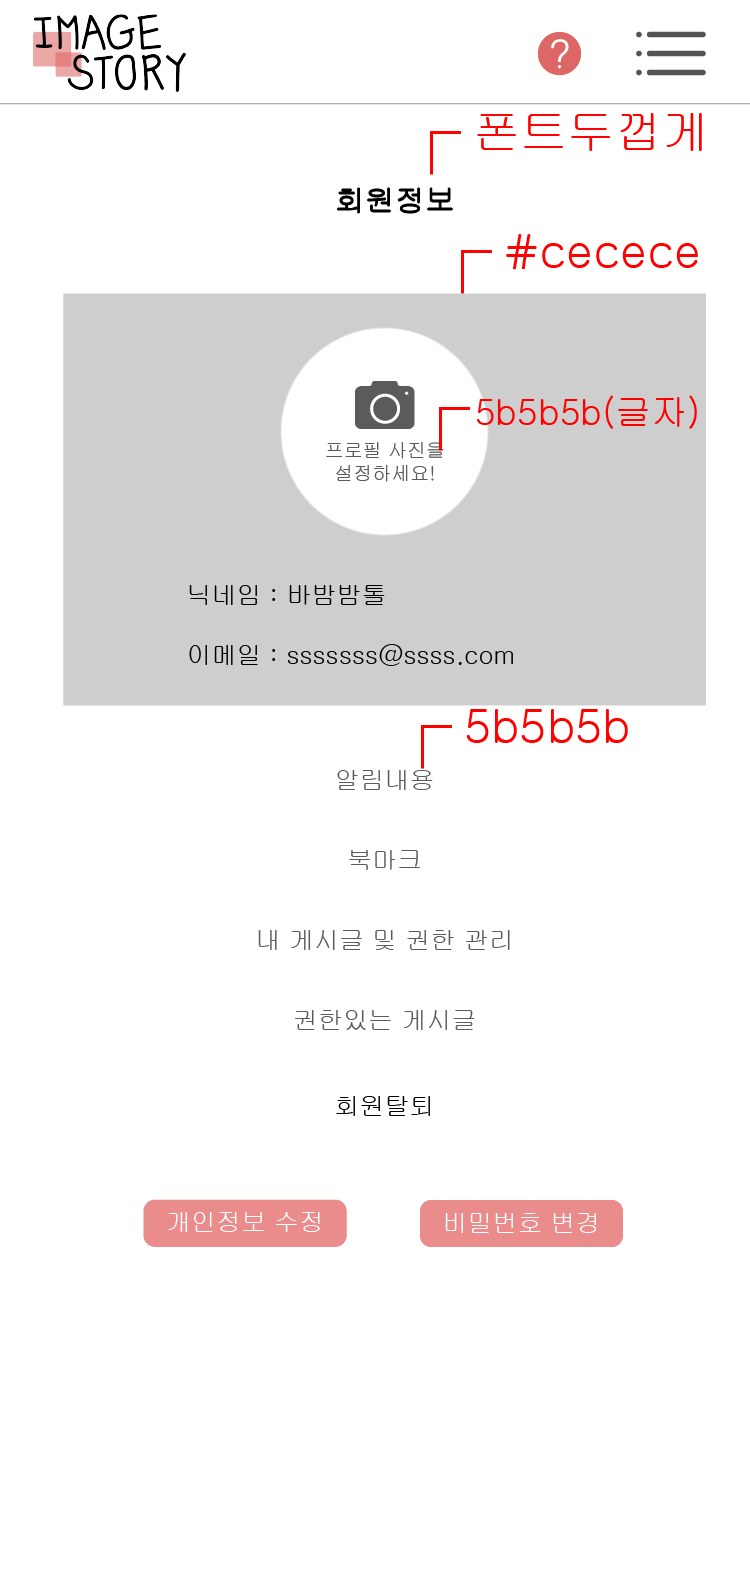 IMAGE
STORY
?
폰트두껍게
회원정보
#cecece
5b5b5b(글자)
프로필 사진을
설정하세요!
닉네임 : 바밤밤톨
이메일 : sssssss@ssss.com
5b5b5b
알림내용
북마크
내 게시글 및 권한 관리
권한있는 게시글
회원탈퇴
개인정보 수정
비밀번호 변경